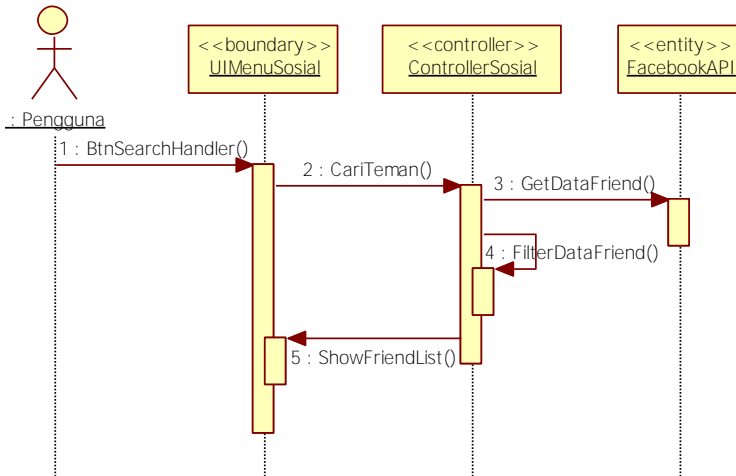 <<boundary>>
UIMenuSosial
<<controller>>
ControllerSosial
<<entity>>
FacebookAPI
: Pengguna
1 : BtnSearchHandler()
2 : CariTeman()
3 : GetDataFriend()
4 : FilterDataFriend()
5 : ShowFriendList()